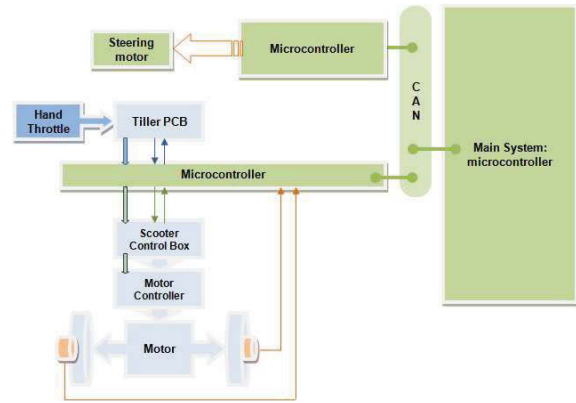 Steering
motor
Microcontroller
C
A
N
Main System:
microcontroller
Hand
Throttle
Tiller PCB
Microcontroller
Scooter
Control Box
Motor
Controller
Motor